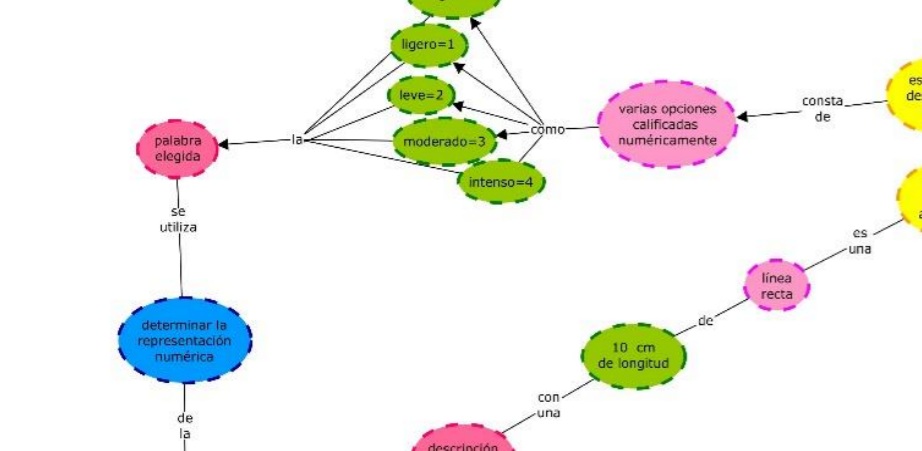 ligero=1
leve=2
moderado=3
intenso=4
la
como
varias opciones
calificadas
numéricamente
consta
de
es
de
palabra
elegida
se
utiliza
determinar la
representación
numérica
de
la
es
una
línea
recta
de
10 cm
de longitud
con
una
descripción